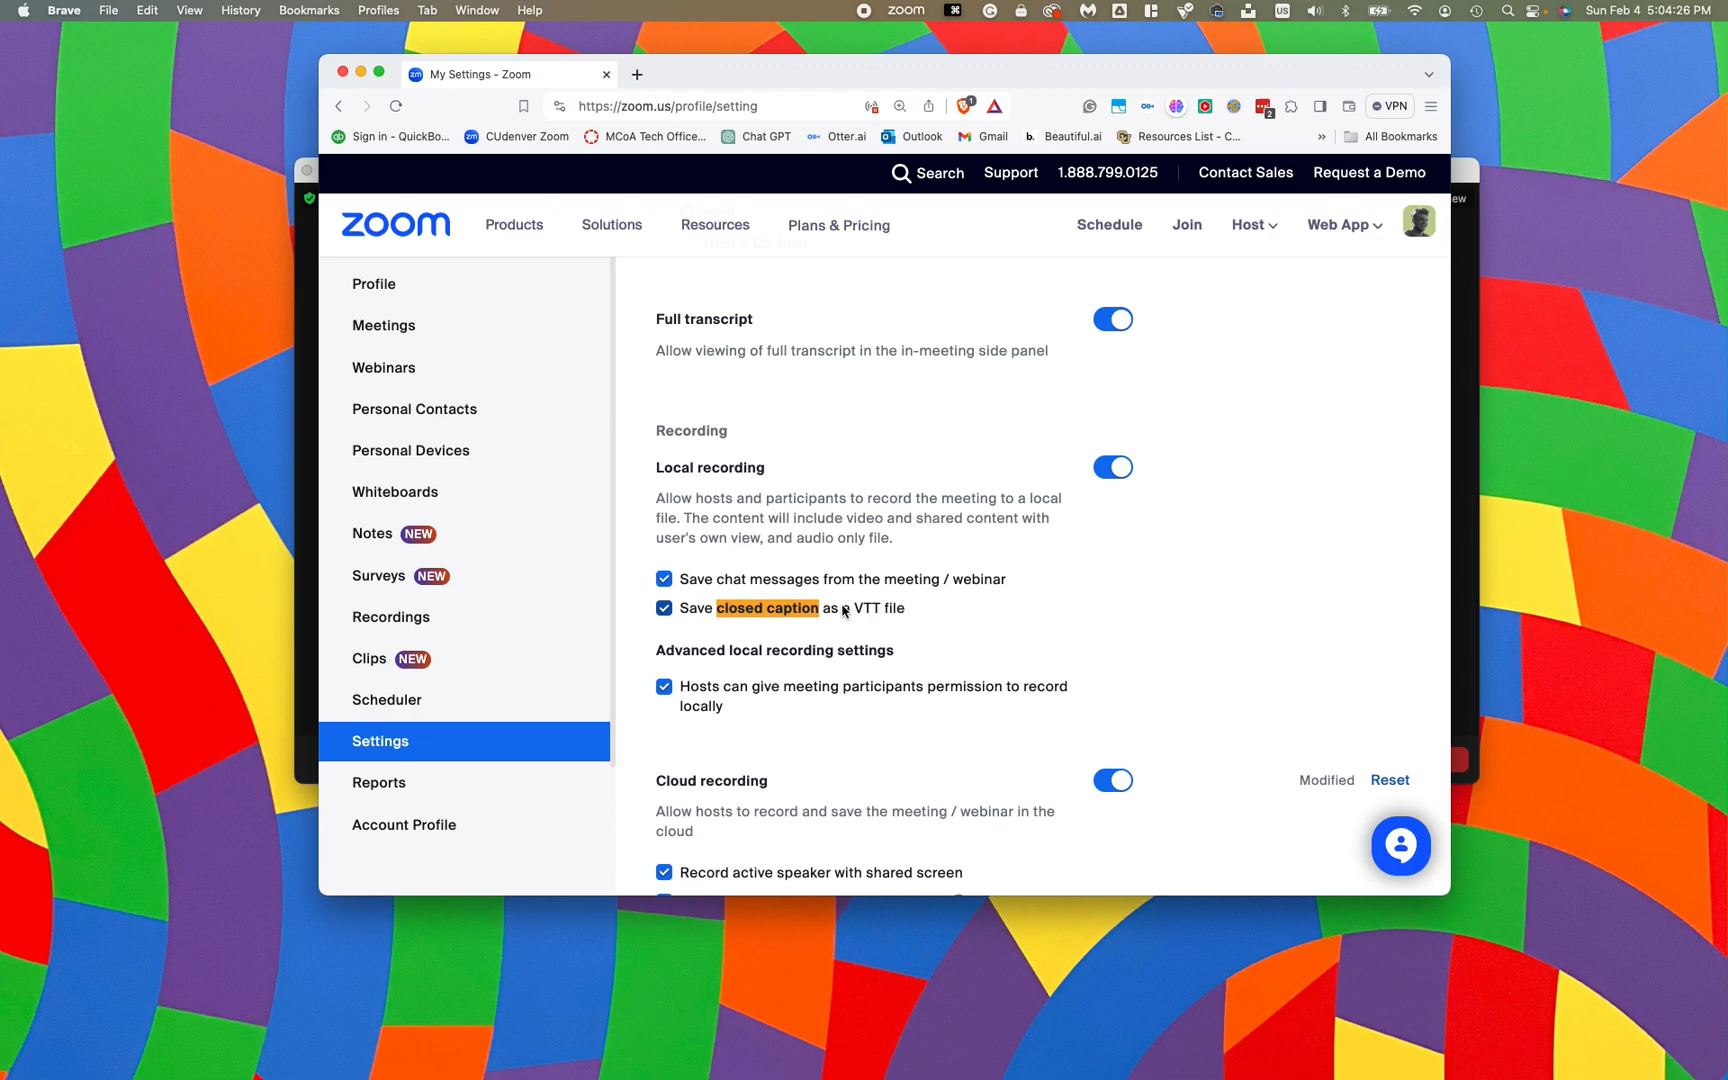 Brave File Edit View History Bookmarks Profiles Tab Window Help zoom US Sun Feb 4 5:04:26 PM
My Settings - Zoom
https://zoom.us/profile/setting 1 2 VPN
Sign in - QuickBo... CUdenver Zoom MCoA Tech Office... Chat GPT Otter.ai Outlook Gmail Beautiful.ai Resources List - C... » All Bookmarks
Search Support 1.888.799.0125 Contact Sales Request a Demo
ew
zoom Products Solutions Resources Plans & Pricing Schedule Join Host Web App
Host + Co-host
Profile
Meetings
Webinars
Personal Contacts
Personal Devices
Whiteboards
Notes NEW
Surveys NEW
Recordings
Clips NEW
Scheduler
Settings
Reports
Account Profile
Full transcript
Allow viewing of full transcript in the in-meeting side panel
Recording
Local recording
Allow hosts and participants to record the meeting to a local
file. The content will include video and shared content with
user's own view, and audio only file.
Save chat messages from the meeting / webinar
Save closed caption as a VTT file
Advanced local recording settings
Hosts can give meeting participants permission to record
locally
Cloud recording Modified Reset
Allow hosts to record and save the meeting / webinar in the
cloud
Record active speaker with shared screen